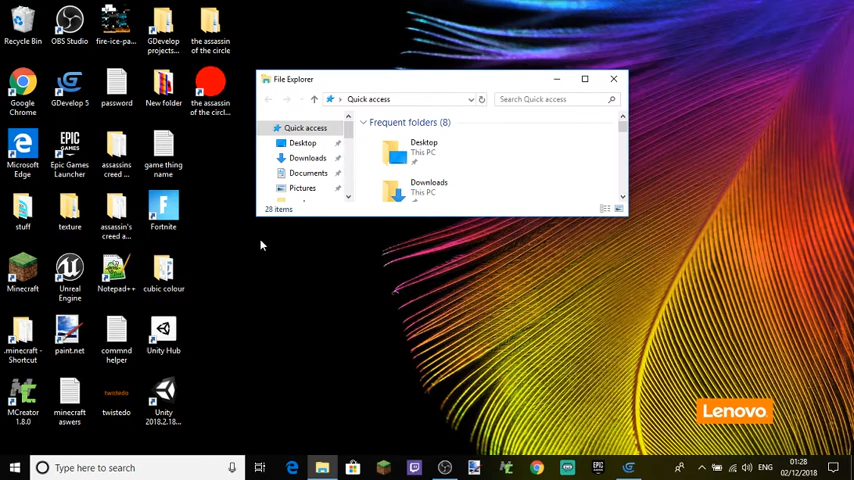 Recycle Bin
OBS Studio
fire-ice-pa...
GDevelop
projects...
the assassin
of the circle
Google
Chrome
GDevelop 5
password
New folder
the assassin
of the circl...
Microsoft
Edge
Epic Games
Launcher
assassins
creed ...
game thing
name
stuff
texture
assassin's
creed a...
Fortnite
Minecraft
Unreal
Engine
Notepad++
cubic colour
.minecraft -
Shortcut
paint.net
commnd
helper
Unity Hub
MCreator
1.8.0
minecraft
aswers
twistedo
twistedo
Unity
2018.2.18...
EPIC
GAMES
File Explorer
Quick access
Search Quick access
Quick access
Desktop
Downloads
Documents
Pictures
Frequent folders (8)
Desktop
This PC
Downloads
This PC
28 items
Lenovo
Type here to search
EPIC
ENG
01:28
02/12/2018